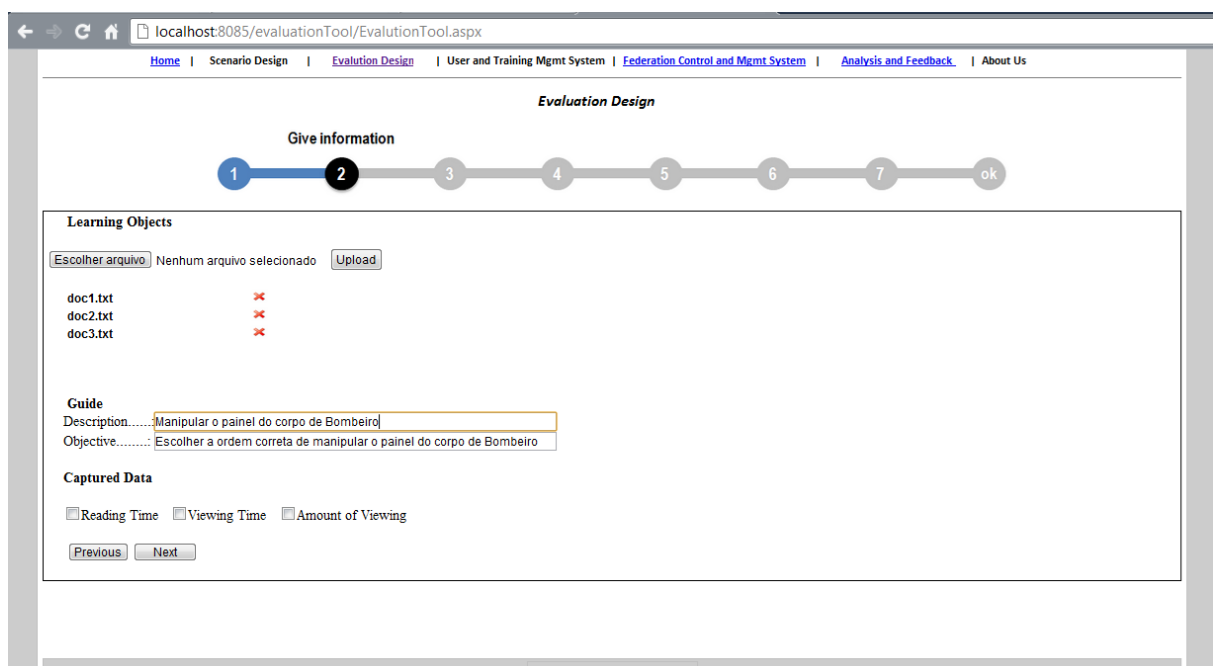 localhost:8085/evaluationTool/EvalutionTool.aspx
Home | Scenario Design | Evalution Design | User and Training Mgmt System | Federation Control and Mgmt System | Analysis and Feedback | About Us
Evaluation Design
Give information
1 2 3 4 5 6 7 ok
Learning Objects
Escolher arquivo Nenhum arquivo selecionado Upload
doc1.txt
doc2.txt
doc3.txt
Guide
Description......: Manipular o painel do corpo de Bombeiro
Objective........: Escolher a ordem correta de manipular o painel do corpo de Bombeiro
Captured Data
Reading Time Viewing Time Amount of Viewing
Previous Next